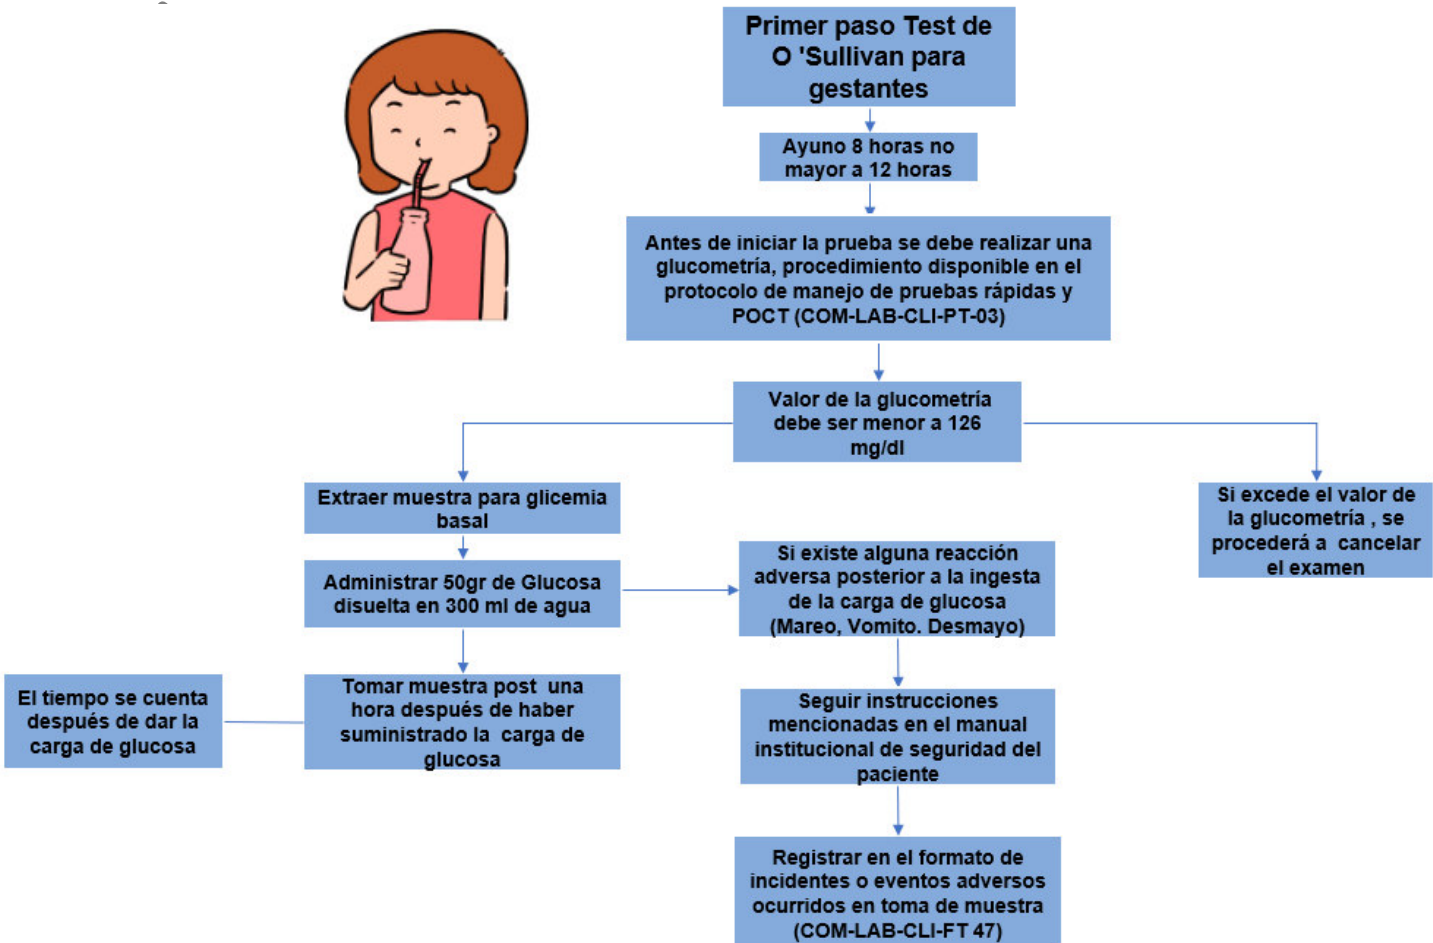 Primer paso Test de
O 'Sullivan para
gestantes
Ayuno 8 horas no
mayor a 12 horas
Antes de iniciar la prueba se debe realizar una
glucometría, procedimiento disponible en el
protocolo de manejo de pruebas rápidas y
POCT (COM-LAB-CLI-PT-03)
Valor de la glucometría
debe ser menor a 126
mg/dl
Extraer muestra para glicemia
basal
Si excede el valor de
la glucometría , se
procederá a cancelar
el examen
Administrar 50gr de Glucosa
disuelta en 300 ml de agua
Si existe alguna reacción
adversa posterior a la ingesta
de la carga de glucosa
(Mareo, Vomito. Desmayo)
El tiempo se cuenta
después de dar la
carga de glucosa
Tomar muestra post una
hora después de haber
suministrado la carga de
glucosa
Seguir instrucciones
mencionadas en el manual
institucional de seguridad del
paciente
Registrar en el formato de
incidentes o eventos adversos
ocurridos en toma de muestra
(COM-LAB-CLI-FT 47)